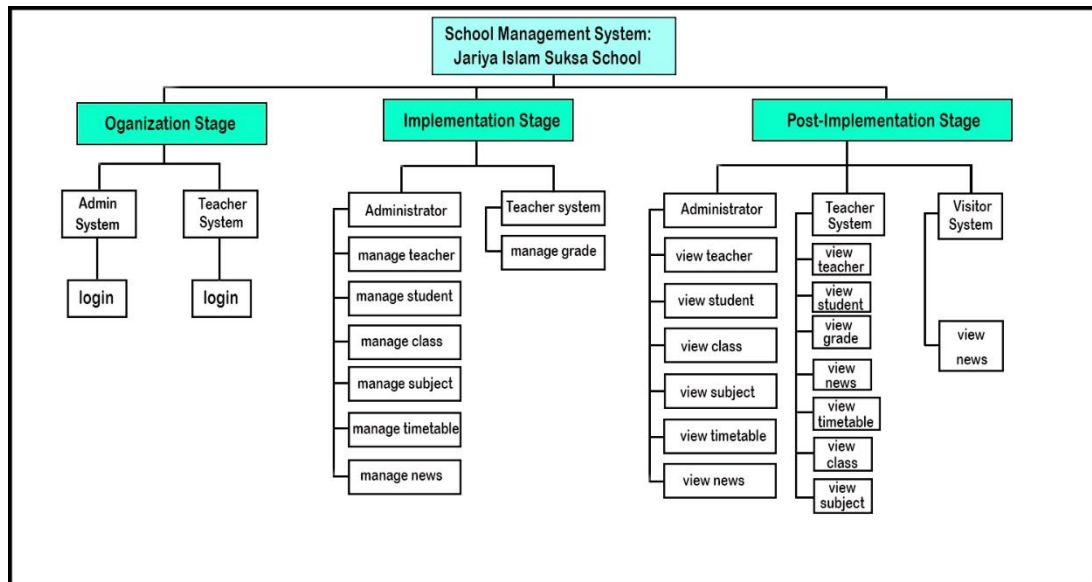 School Management System:
Jariya Islam Suksa School
Oganization Stage
Implementation Stage
Post-Implementation Stage
Admin
System
Teacher
System
login
login
Administrator
manage teacher
manage student
manage class
manage subject
manage timetable
manage news
Teacher system
manage grade
Administrator
view teacher
view student
view class
view subject
view timetable
view news
Teacher
System
view
teacher
view
student
view
grade
view
news
view
timetable
view
class
view
subject
Visitor
System
view
news